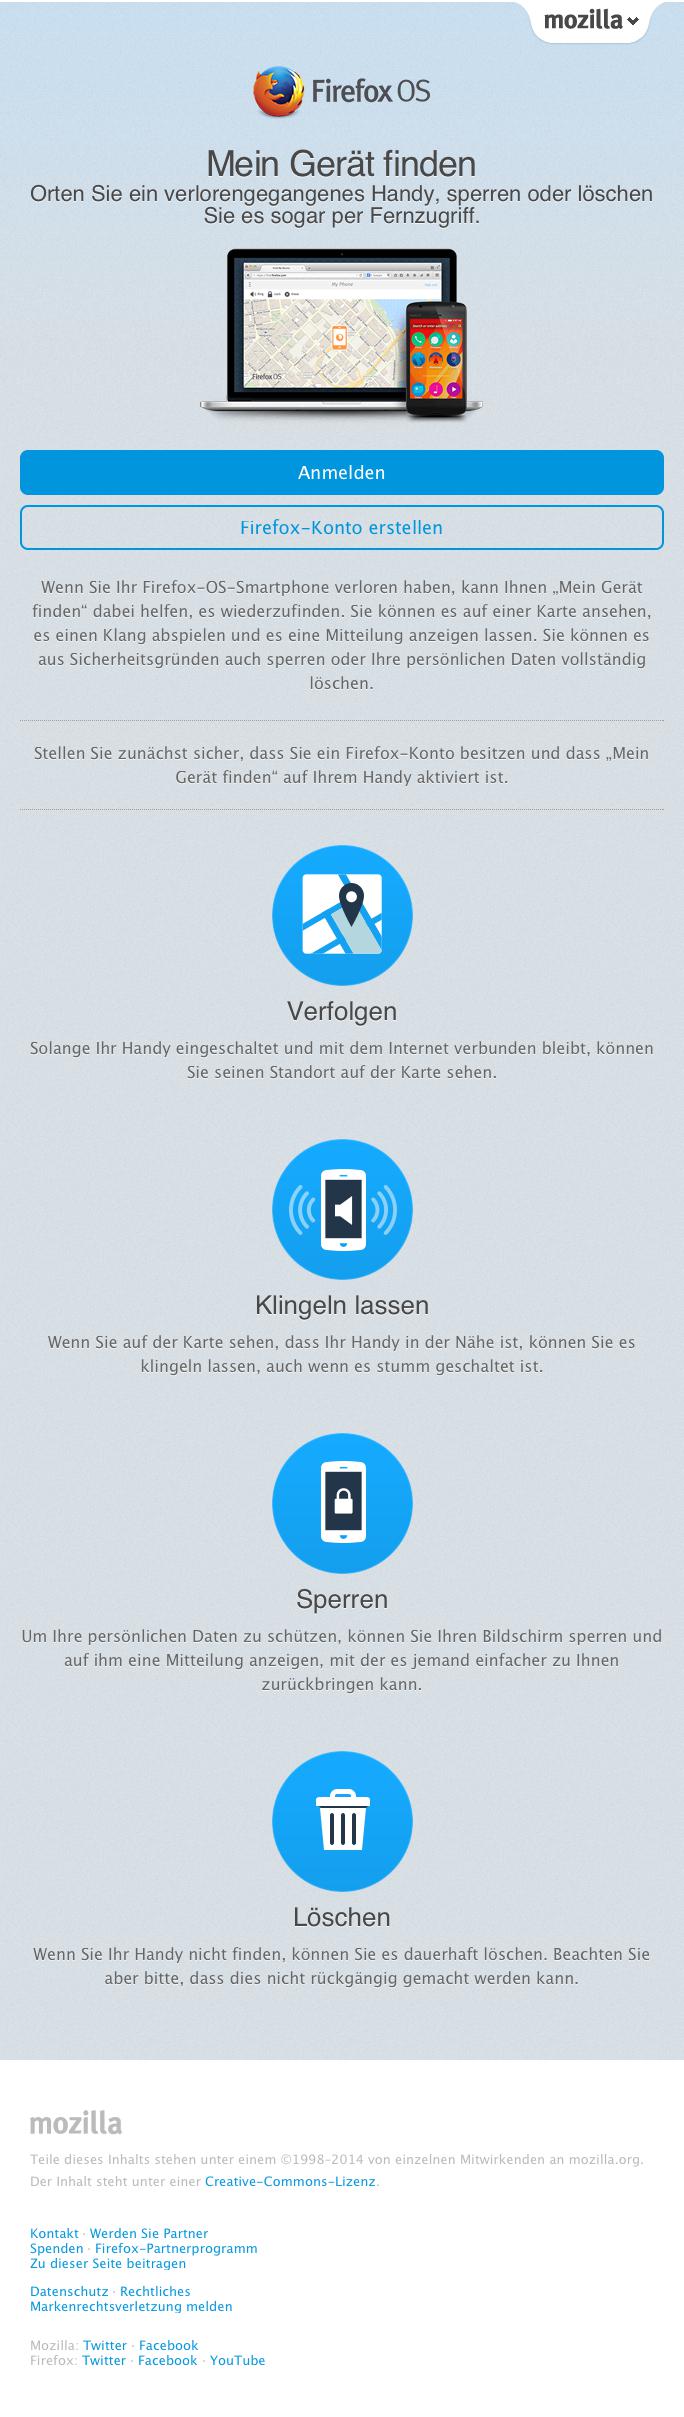 mozilla
Firefox OS
Mein Gerät finden
Orten Sie ein verlorengegangenes Handy, sperren oder löschen
Sie es sogar per Fernzugriff.
My Phone
Firefox OS
Anmelden
Firefox-Konto erstellen
Wenn Sie Ihr Firefox-OS-Smartphone verloren haben, kann Ihnen „Mein Gerät
finden“ dabei helfen, es wiederzufinden. Sie können es auf einer Karte ansehen,
es einen Klang abspielen und es eine Mitteilung anzeigen lassen. Sie können es
aus Sicherheitsgründen auch sperren oder Ihre persönlichen Daten vollständig
löschen.
Stellen Sie zunächst sicher, dass Sie ein Firefox-Konto besitzen und dass „Mein
Gerät finden“ auf Ihrem Handy aktiviert ist.
Verfolgen
Solange Ihr Handy eingeschaltet und mit dem Internet verbunden bleibt, können
Sie seinen Standort auf der Karte sehen.
Klingeln lassen
Wenn Sie auf der Karte sehen, dass Ihr Handy in der Nähe ist, können Sie es
klingeln lassen, auch wenn es stumm geschaltet ist.
Sperren
Um Ihre persönlichen Daten zu schützen, können Sie Ihren Bildschirm sperren und
auf ihm eine Mitteilung anzeigen, mit der es jemand einfacher zu Ihnen
zurückbringen kann.
Löschen
Wenn Sie Ihr Handy nicht finden, können Sie es dauerhaft löschen. Beachten Sie
aber bitte, dass dies nicht rückgängig gemacht werden kann.
mozilla
Teile dieses Inhalts stehen unter einem ©1998–2014 von einzelnen Mitwirkenden an mozilla.org.
Der Inhalt steht unter einer Creative-Commons-Lizenz.
Kontakt · Werden Sie Partner
Spenden · Firefox-Partnerprogramm
Zu dieser Seite beitragen
Datenschutz · Rechtliches
Markenrechtsverletzung melden
Mozilla: Twitter · Facebook
Firefox: Twitter · Facebook · YouTube